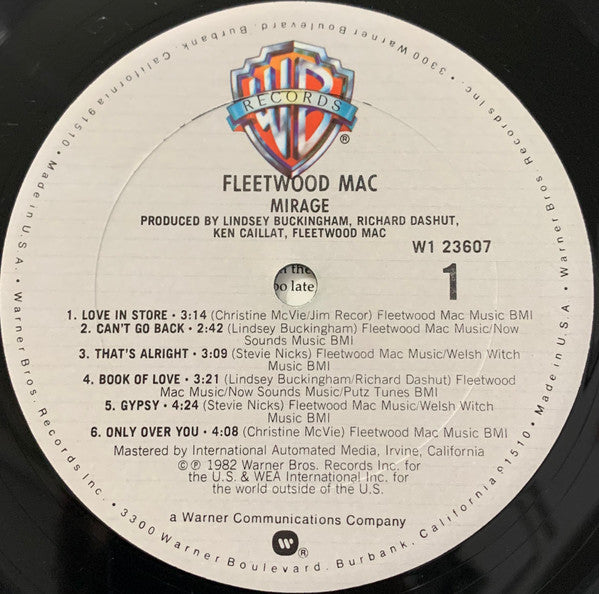 WB
RECORDS
®
FLEETWOOD MAC
MIRAGE
PRODUCED BY LINDSEY BUCKINGHAM, RICHARD DASHUT,
KEN CAILLAT, FLEETWOOD MAC
W1 23607
1
n the
oo late
1. LOVE IN STORE • 3:14 (Christine McVie/Jim Recor) Fleetwood Mac Music BMI
2. CAN'T GO BACK • 2:42 (Lindsey Buckingham) Fleetwood Mac Music/Now
Sounds Music BMI
3. THAT'S ALRIGHT • 3:09 (Stevie Nicks) Fleetwood Mac Music/Welsh Witch
Music BMI
4. BOOK OF LOVE • 3:21 (Lindsey Buckingham/Richard Dashut) Fleetwood
Mac Music/Now Sounds Music/Putz Tunes BMI
5. GYPSY • 4:24 (Stevie Nicks) Fleetwood Mac Music/Welsh Witch
Music BMI
6. ONLY OVER YOU • 4:08 (Christine McVie) Fleetwood Mac Music BMI
Mastered by International Automated Media, Irvine, California
© ℗ 1982 Warner Bros. Records Inc. for
the U.S. & WEA International Inc. for
the world outside of the U.S.
a Warner Communications Company
W ®
Warner Bros. Records Inc. • 3300 Warner Boulevard, Burbank, California 91510 • Made in U.S.A. •
Warner Bros. Records Inc. • 3300 Warner Boulevard, Burbank, California 91510 • Made in U.S.A. •